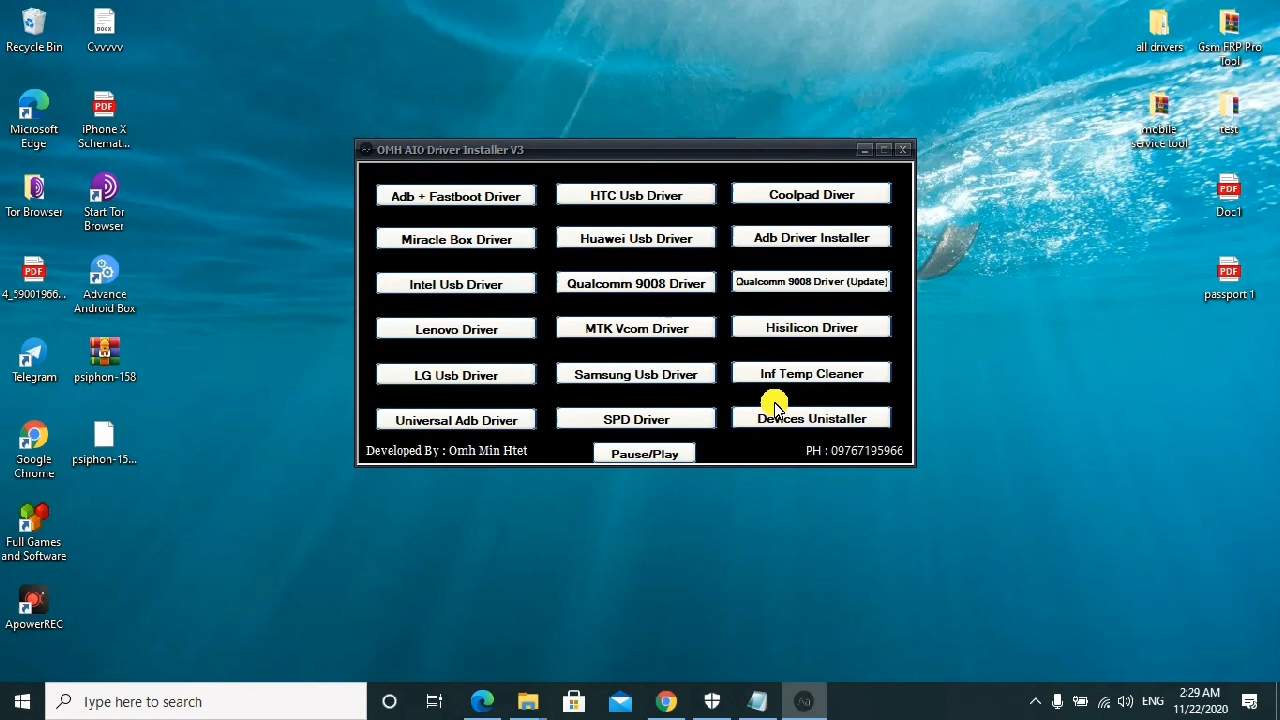 Recycle Bin
Cvvvvv
Microsoft
Edge
iPhone X
Schemat...
Tor Browser
Start Tor
Browser
4_59001966...
Advance
Android Box
Telegram
psiphon-158
Google
Chrome
psiphon-15...
Full Games
and Software
ApowerREC
all drivers
Gsm FRP Pro
Tool
mobile
service tool
test
Doc1
passport 1
OMH AIO Driver Installer V3
Adb + Fastboot Driver
HTC Usb Driver
Coolpad Diver
Miracle Box Driver
Huawei Usb Driver
Adb Driver Installer
Intel Usb Driver
Qualcomm 9008 Driver
Qualcomm 9008 Driver (Update)
Lenovo Driver
MTK Vcom Driver
Hisilicon Driver
LG Usb Driver
Samsung Usb Driver
Inf Temp Cleaner
Universal Adb Driver
SPD Driver
Devices Unistaller
Developed By : Omh Min Htet
Pause/Play
PH : 09767195966
Type here to search
ENG
2:29 AM
11/22/2020